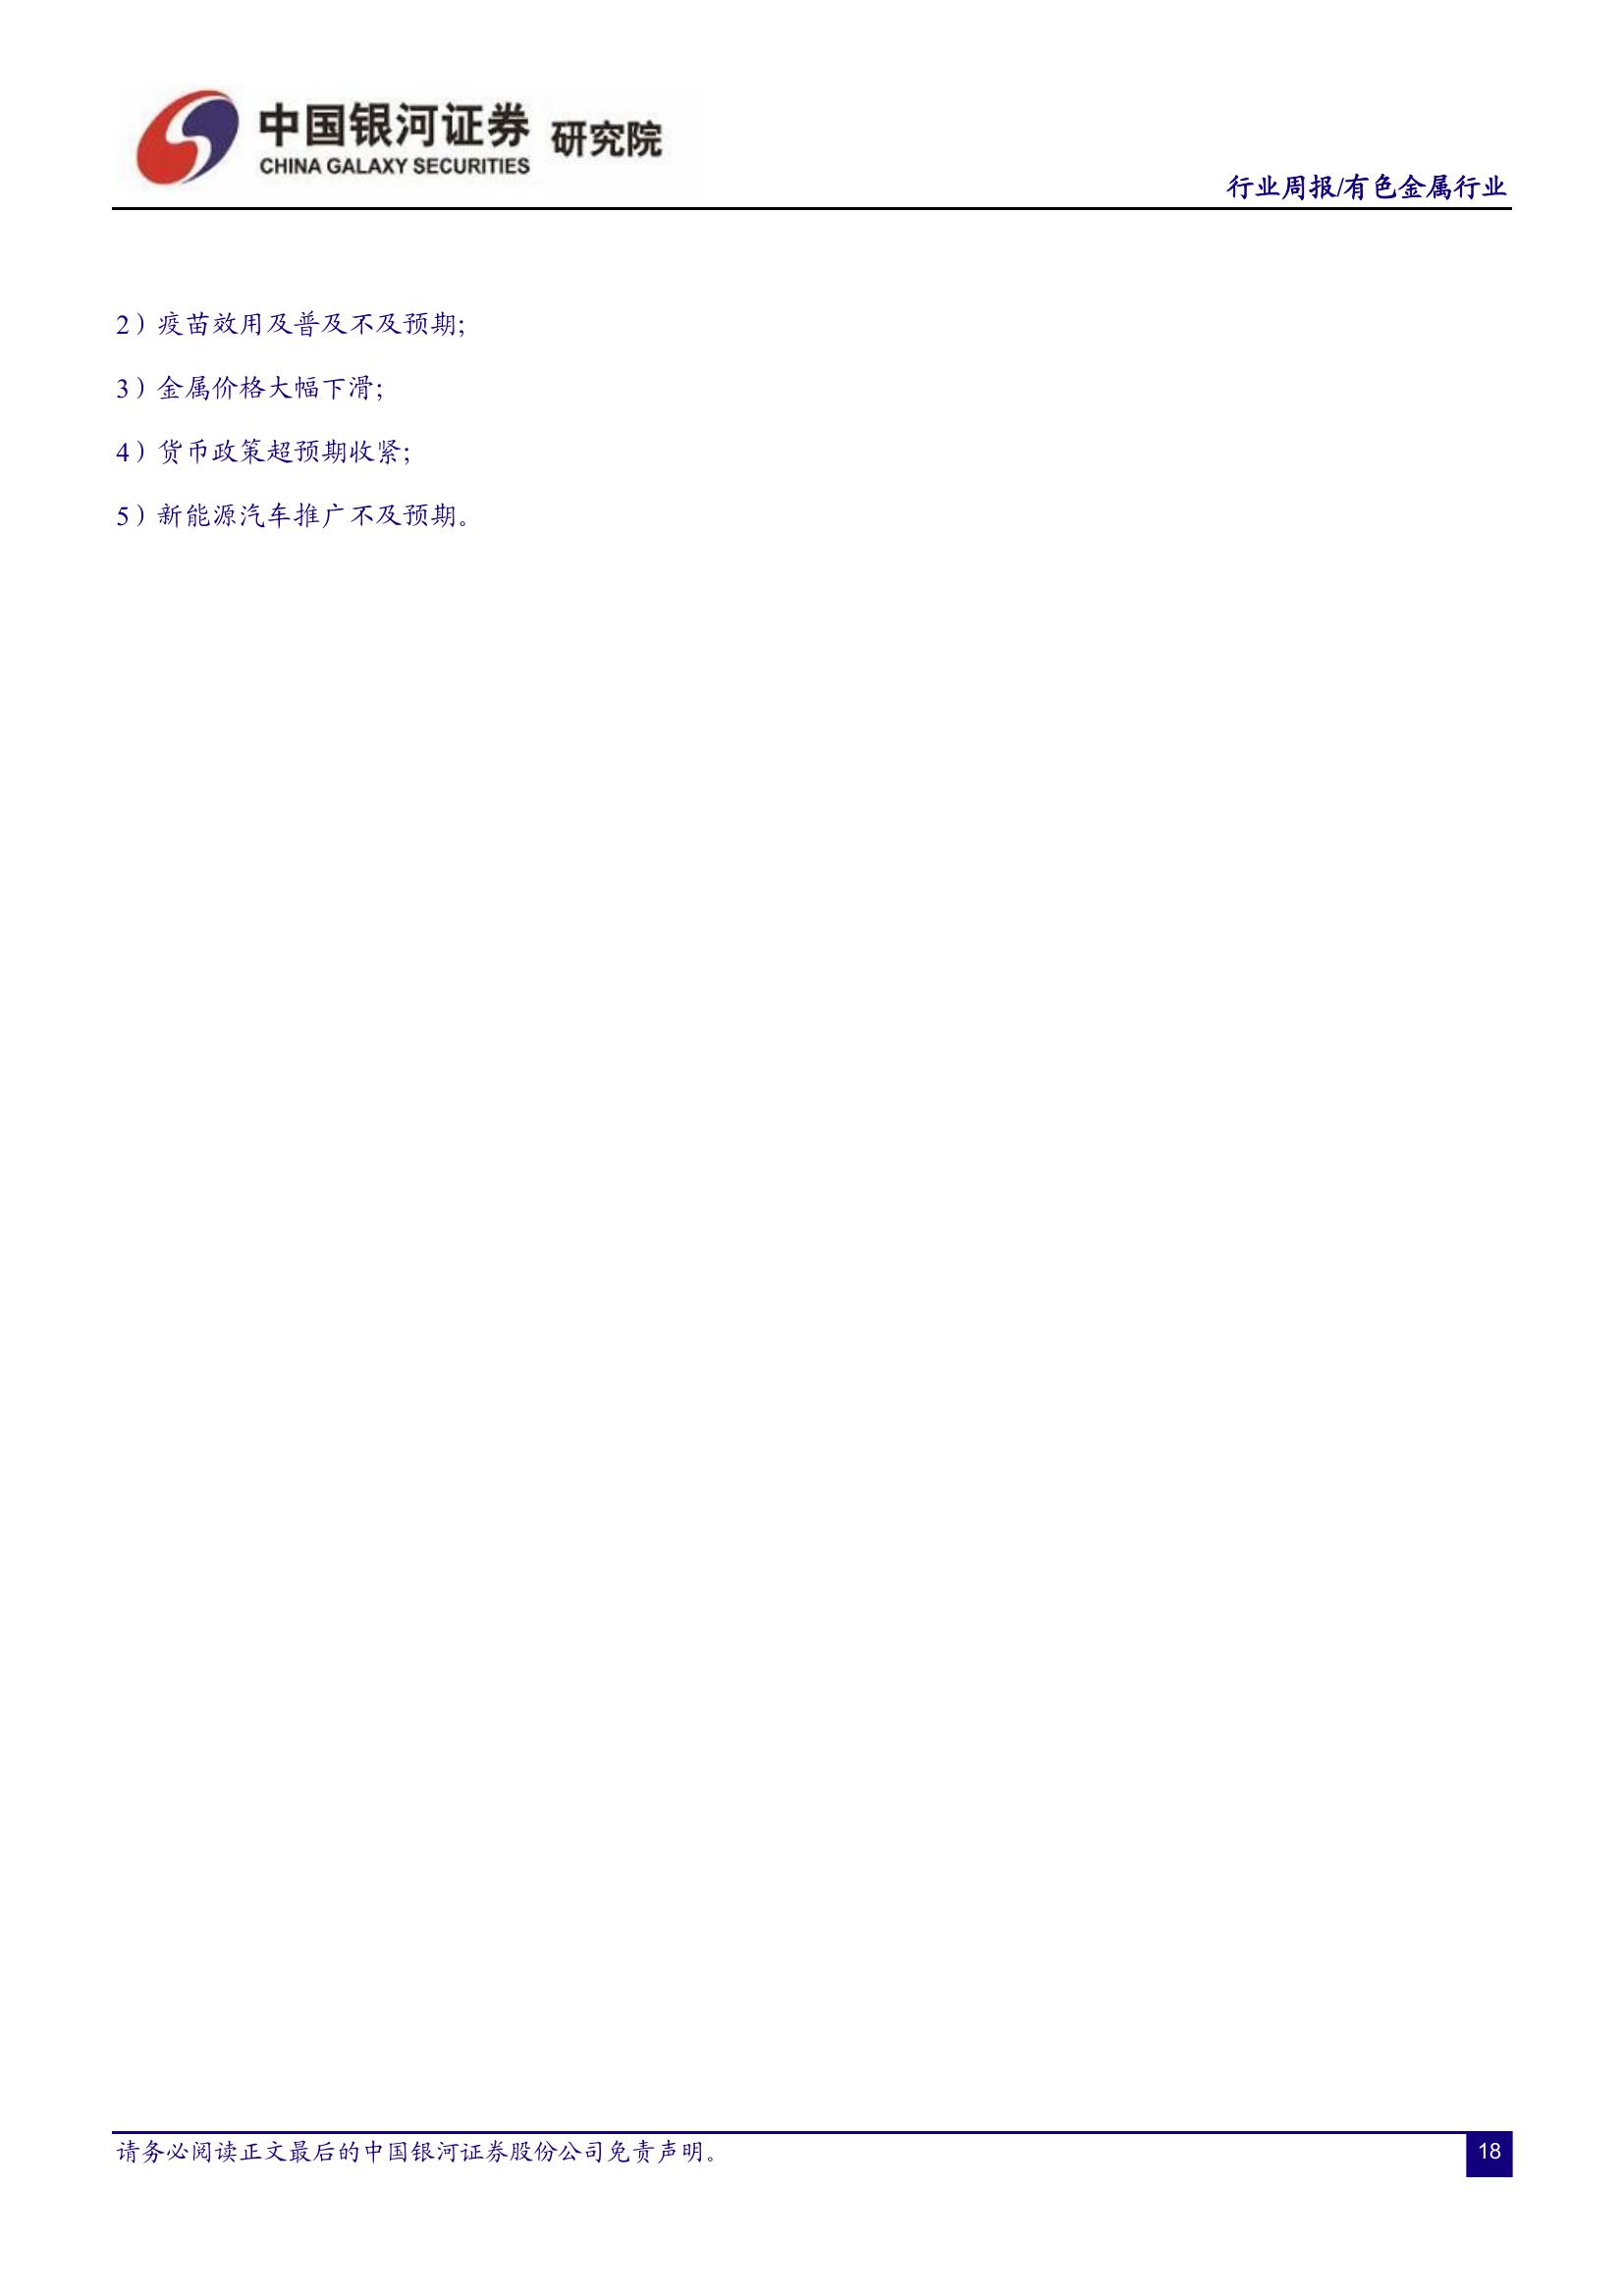 中国银河证券 研究院
CHINA GALAXY SECURITIES
行业周报/有色金属行业
2）疫苗效用及普及不及预期；
3）金属价格大幅下滑；
4）货币政策超预期收紧；
5）新能源汽车推广不及预期。
请务必阅读正文最后的中国银河证券股份公司免责声明。
18